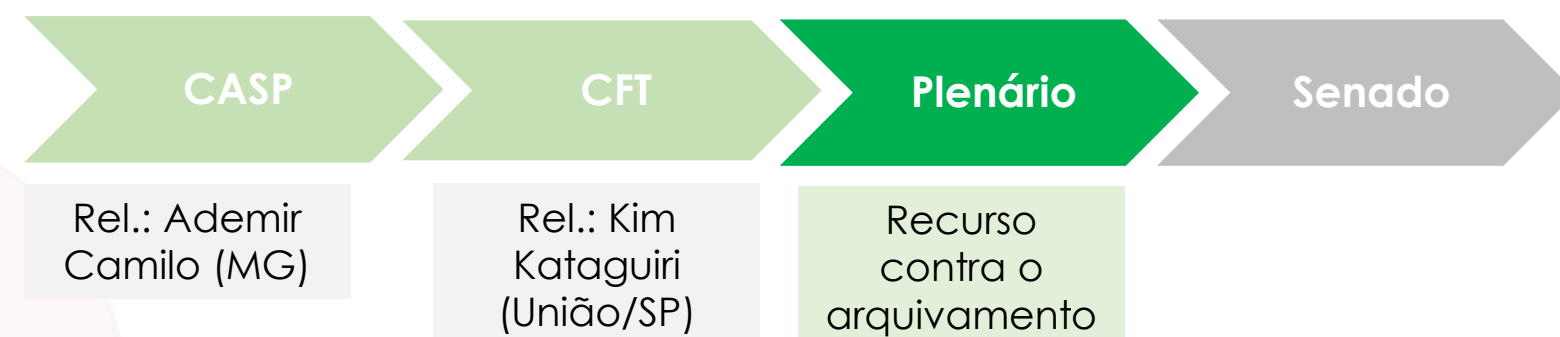 CASP
CFT
Plenário
Senado
Rel.: Ademir
Camilo (MG)
Rel.: Kim
Kataguiri
(União/SP)
Recurso
contra o
arquivamento